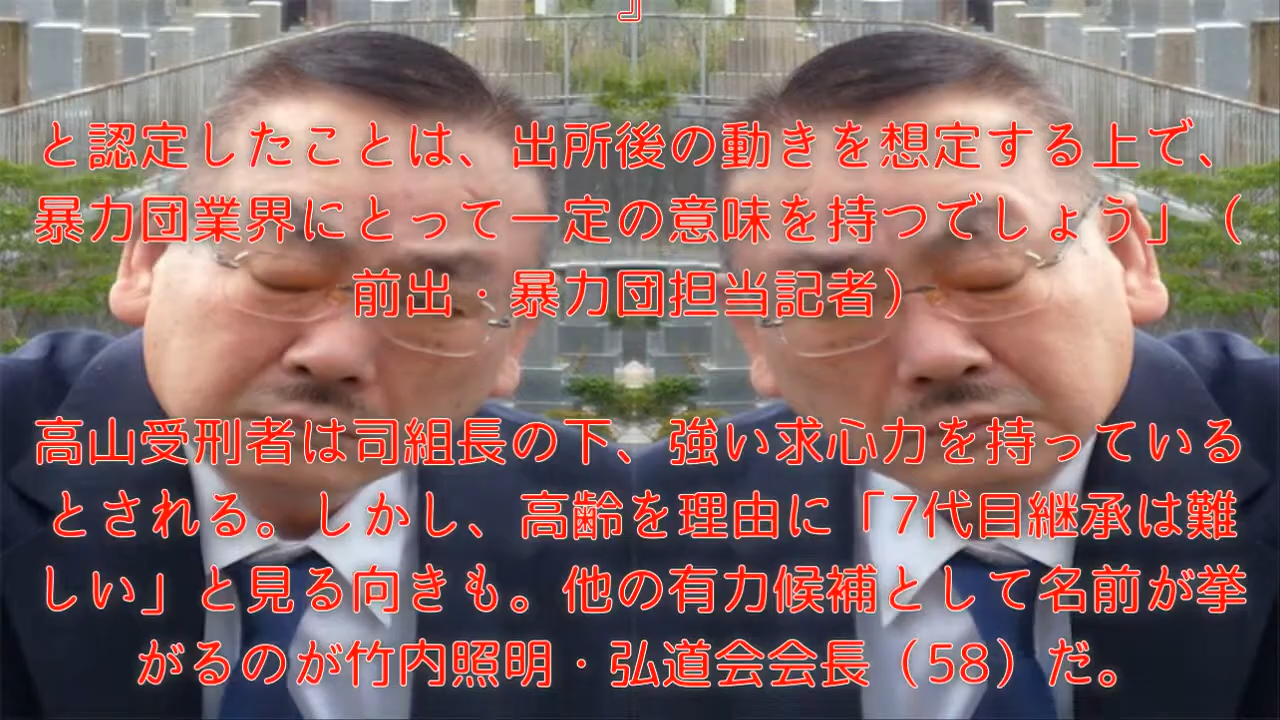 』
と認定したことは、出所後の動きを想定する上で、
暴力団業界にとって一定の意味を持つでしょう」（
前出・暴力団担当記者）
高山受刑者は司組長の下、強い求心力を持っている
とされる。しかし、高齢を理由に「7代目継承は難
しい」と見る向きも。他の有力候補として名前が挙
がるのが竹内照明・弘道会会長（58）だ。